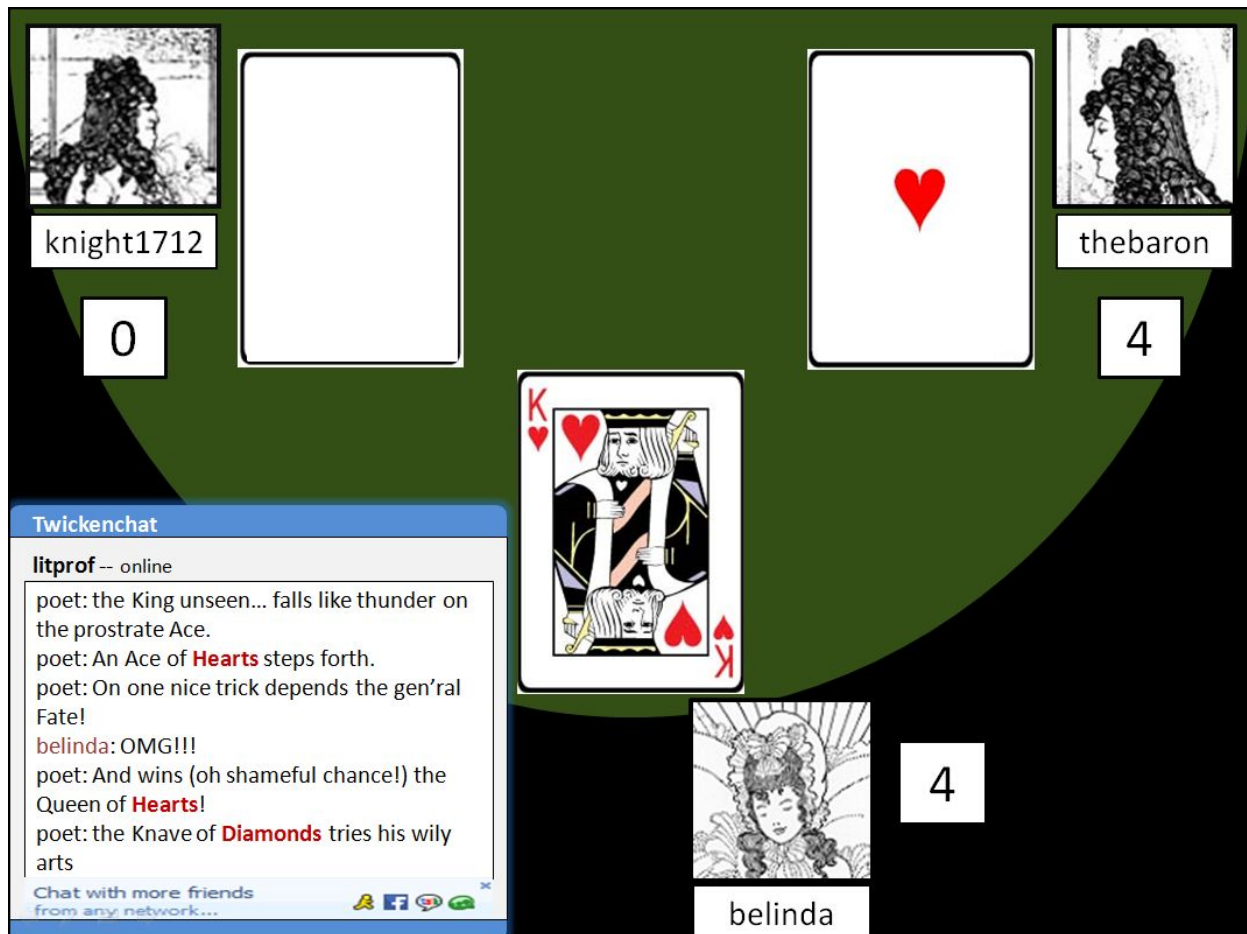 knight1712
0
thebaron
4
K
K
Twickenchat
litprof -- online
poet: the King unseen... falls like thunder on
the prostrate Ace.
poet: An Ace of Hearts steps forth.
poet: On one nice trick depends the gen’ral
Fate!
belinda: OMG!!!
poet: And wins (oh shameful chance!) the
Queen of Hearts!
poet: the Knave of Diamonds tries his wily
arts
Chat with more friends
from any network...
4
belinda